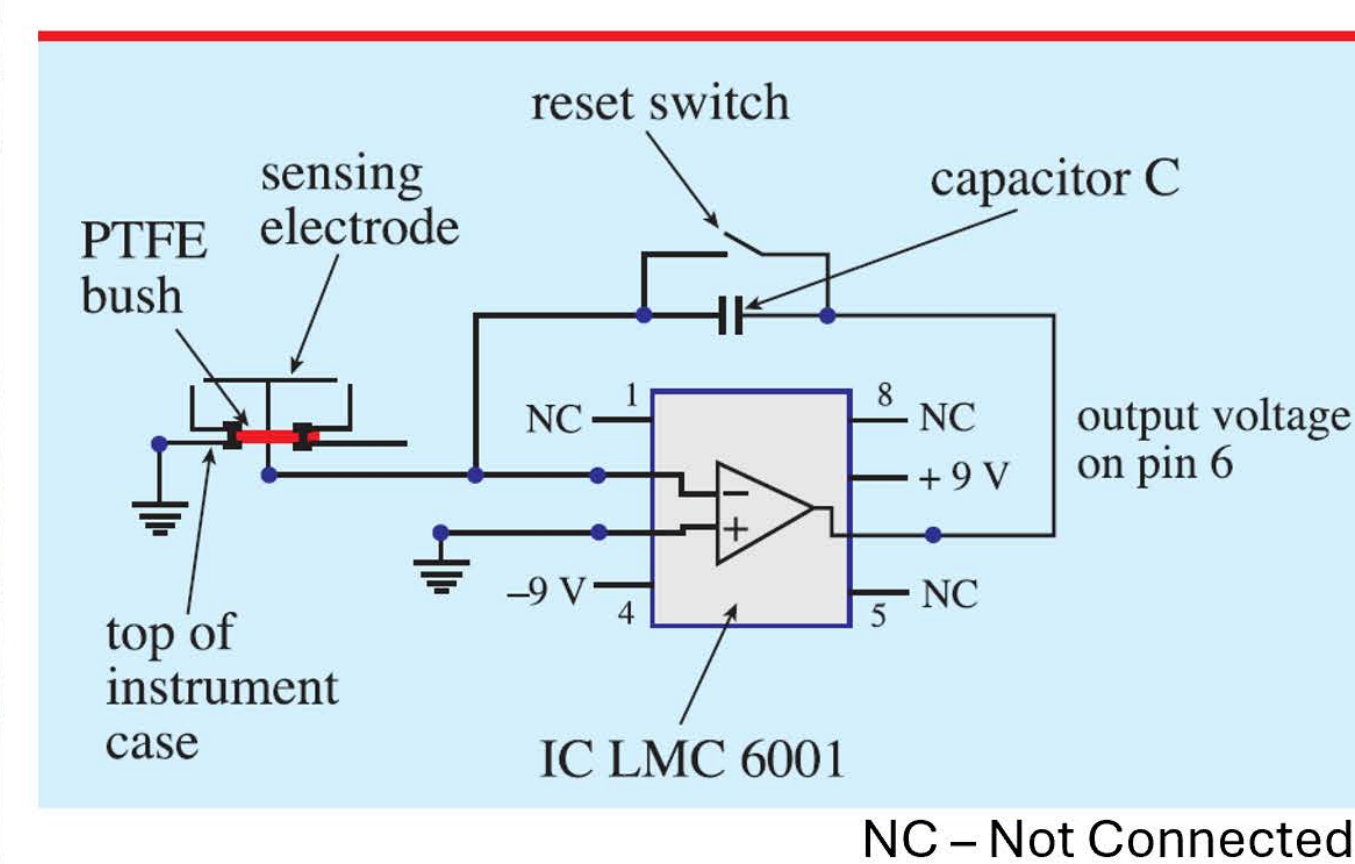 reset switch
capacitor C
sensing
electrode
PTFE
bush
NC
1
8
NC
output voltage
on pin 6
+ 9 V
−
+
–9 V
4
5
NC
top of
instrument
case
IC LMC 6001
NC – Not Connected